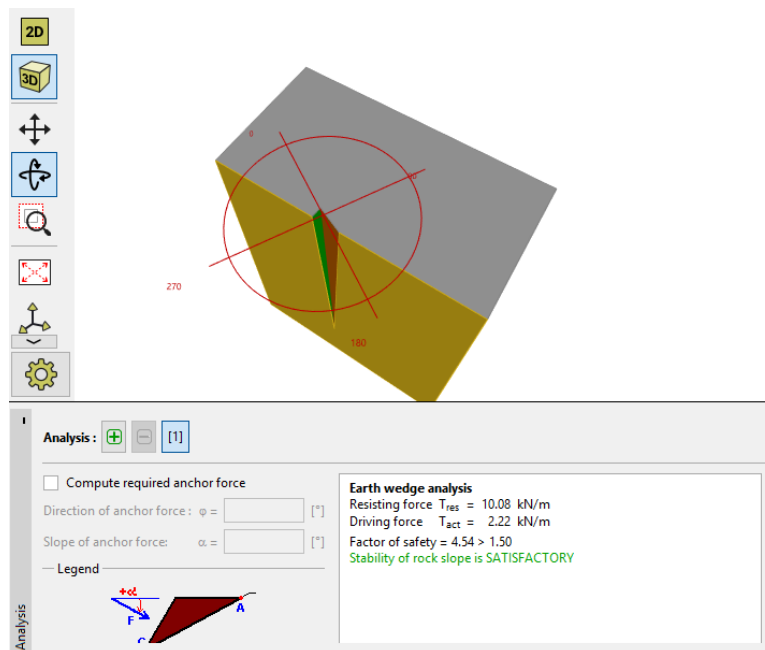 2D
3D
0
90
270
180
Analysis :
[1]
Compute required anchor force
Direction of anchor force : φ =
[°]
Slope of anchor force: α =
[°]
Legend
+α
F
A
C
Earth wedge analysis
Resisting force Tres = 10.08 kN/m
Driving force Tact = 2.22 kN/m
Factor of safety = 4.54 > 1.50
Stability of rock slope is SATISFACTORY
Analysis